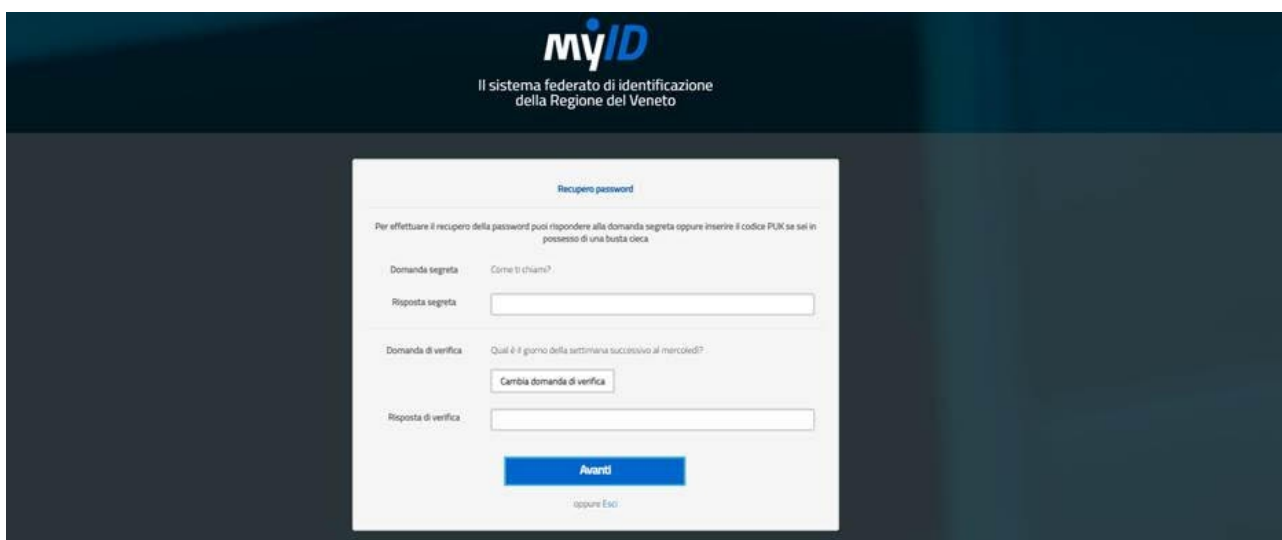 myID
Il sistema federato di identificazione
della Regione del Veneto
Recupero password
Per effettuare il recupero della password puoi rispondere alla domanda segreta oppure inserire il codice PUK se sei in
possesso di una busta cieca
Domanda segreta Come ti chiami?
Risposta segreta
Domanda di verifica Qual è il giorno della settimana successivo al mercoledì?
Cambia domanda di verifica
Risposta di verifica
Avanti
oppure Esci